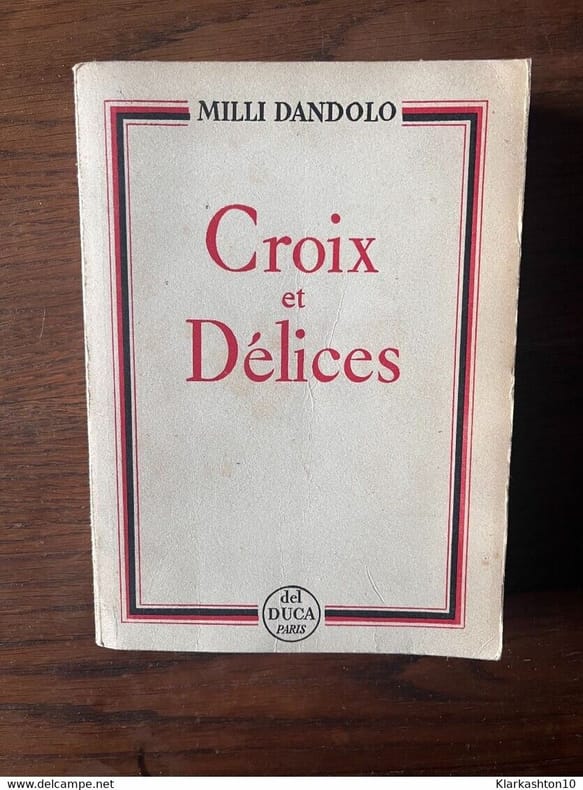 MILLI DANDOLO
Croix
et
Délices
del
DUCA
PARIS
www.delcampe.net
Klarkashton10